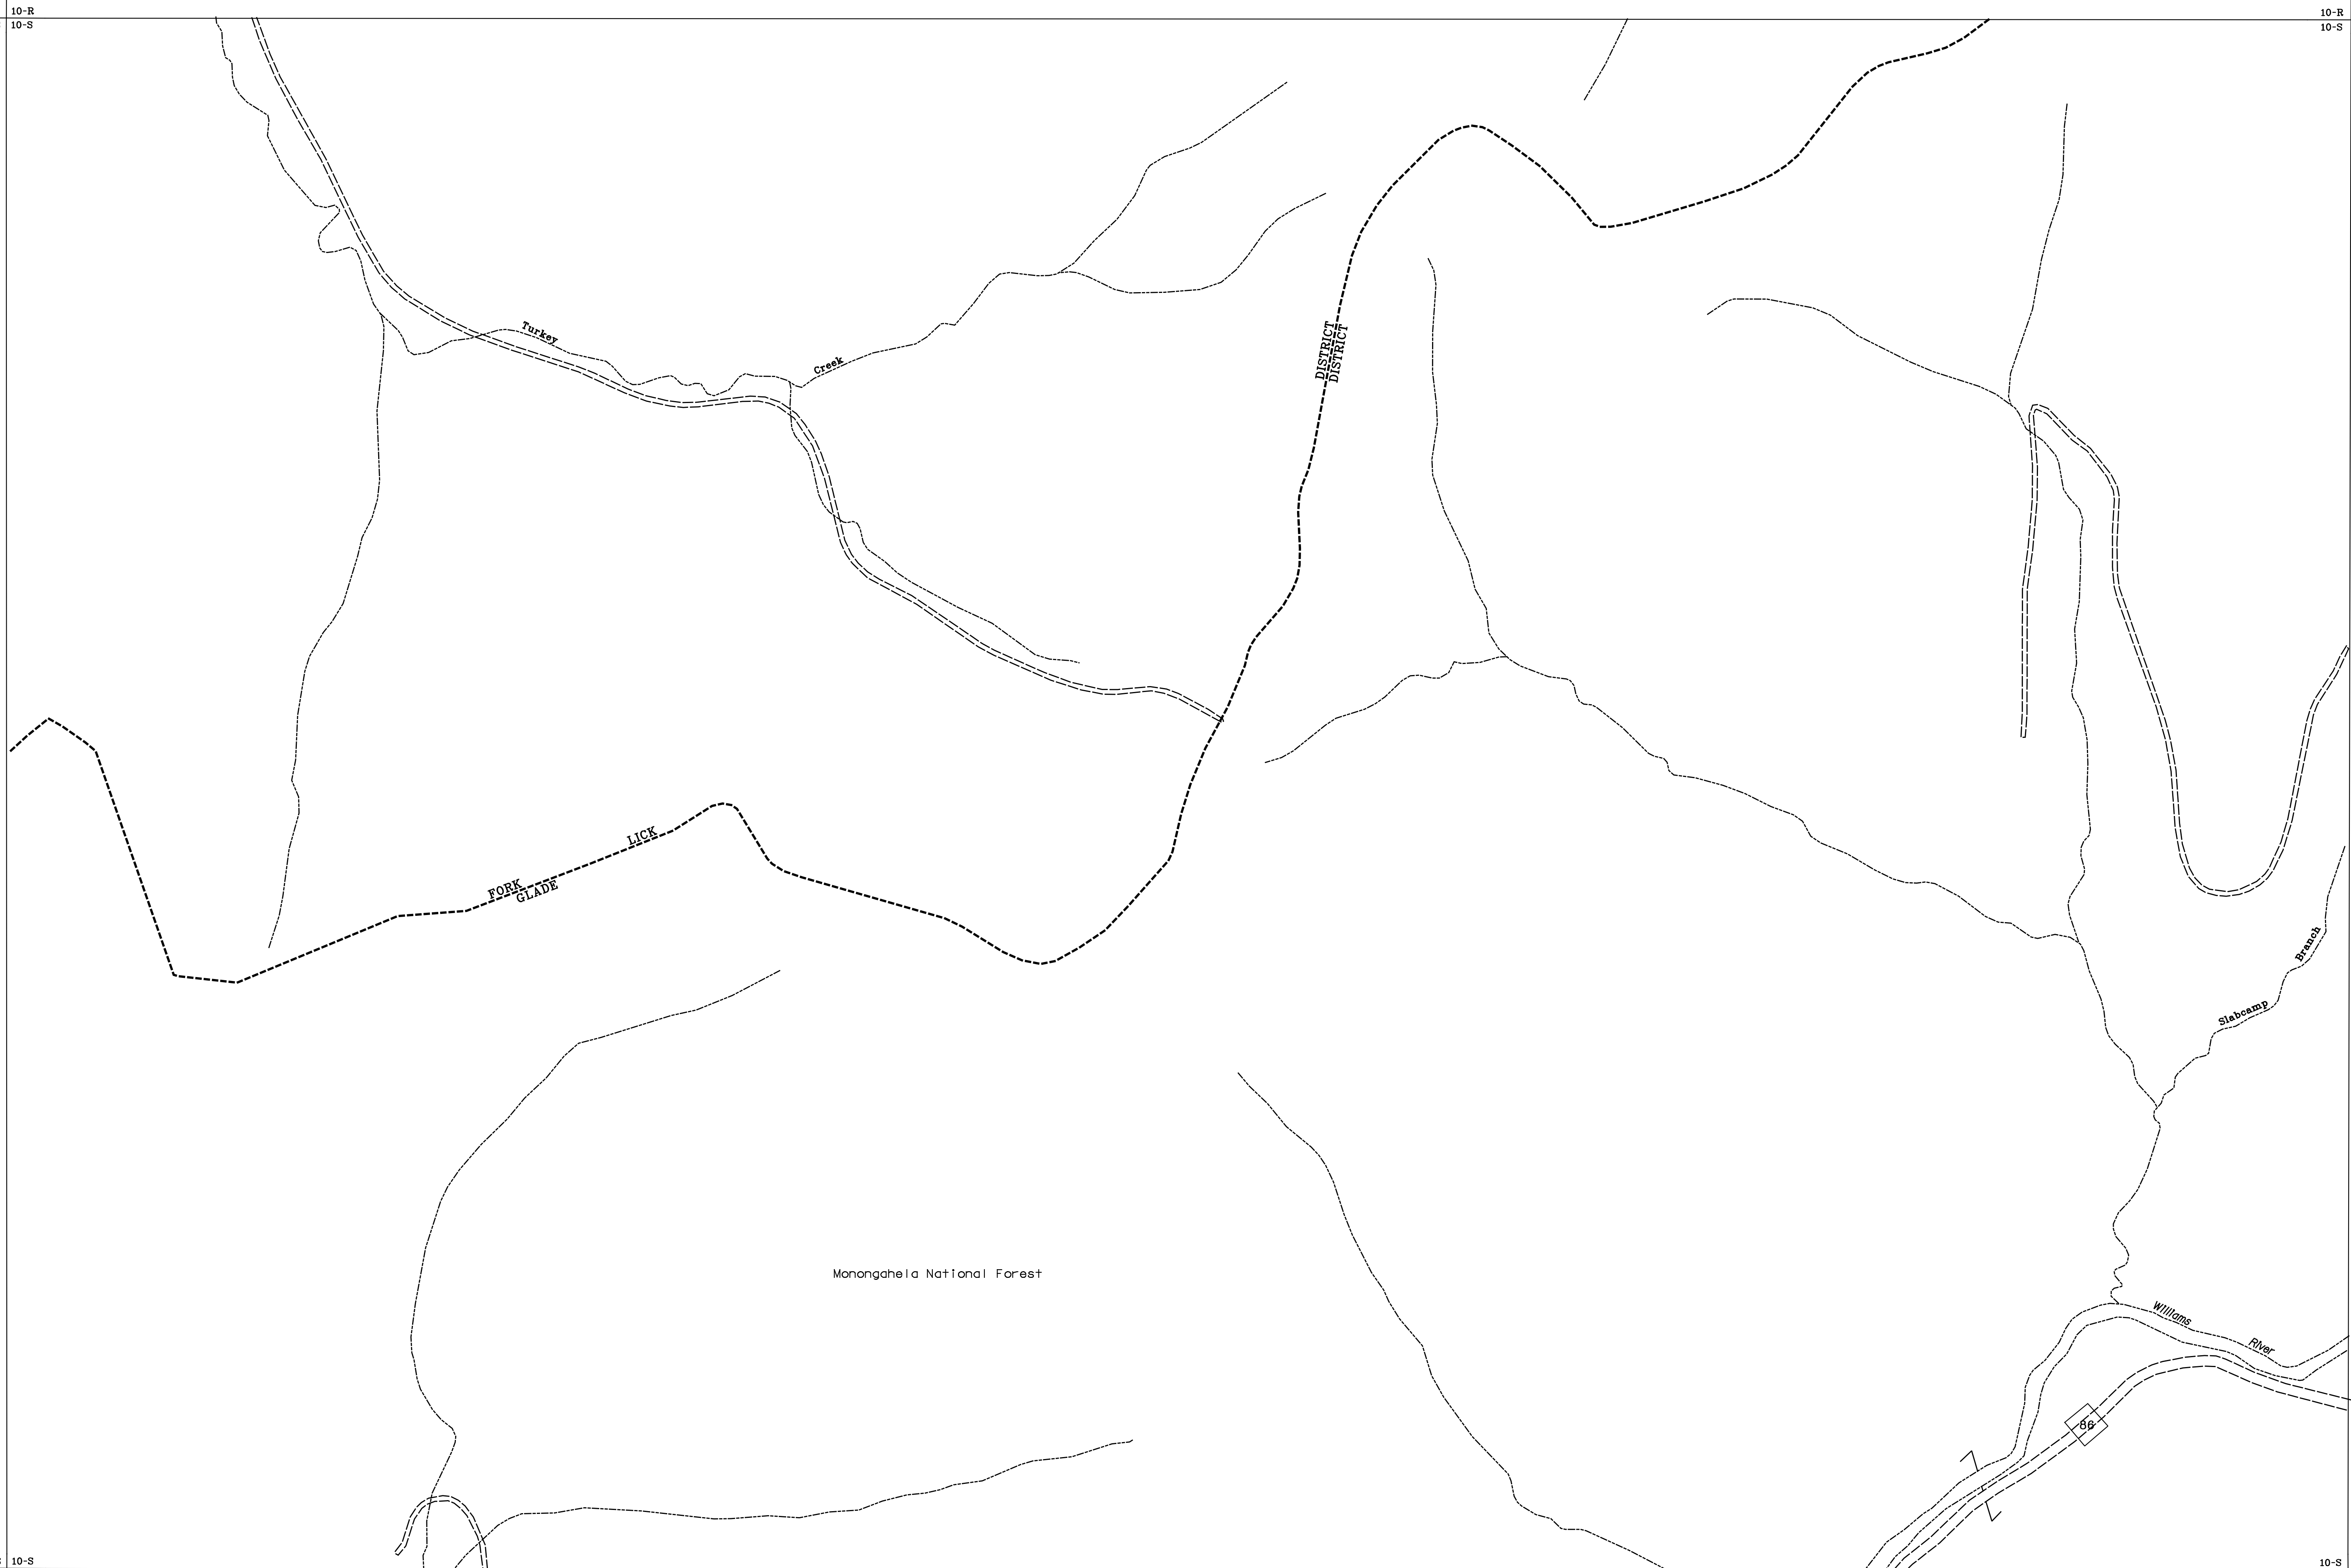 10-R
10-R
10-S
10-S
Turkey
Creek
DISTRICT
DISTRICT
LICK
FORK
GLADE
Branch
Slabcamp
Monongahela National Forest
Williams
River
86
10-S
10-S